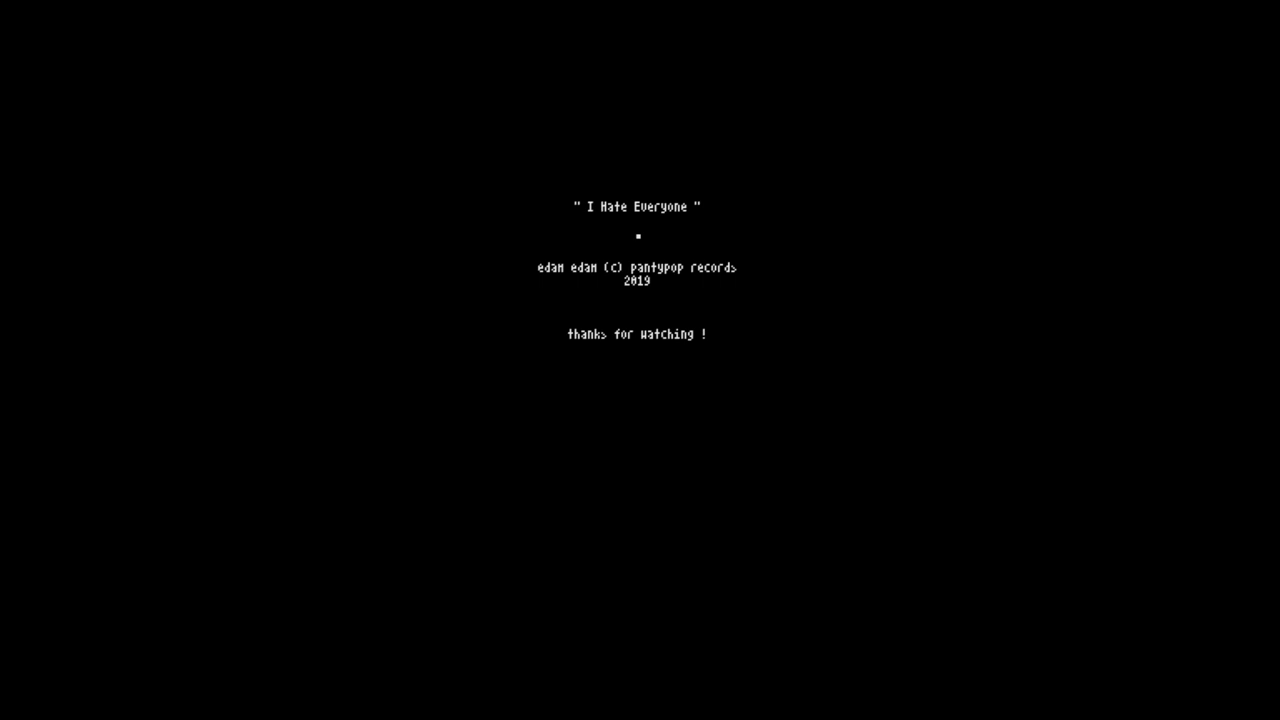 " I Hate Everyone "
.
edam edam (c) pantypop records
2019
thanks for watching !